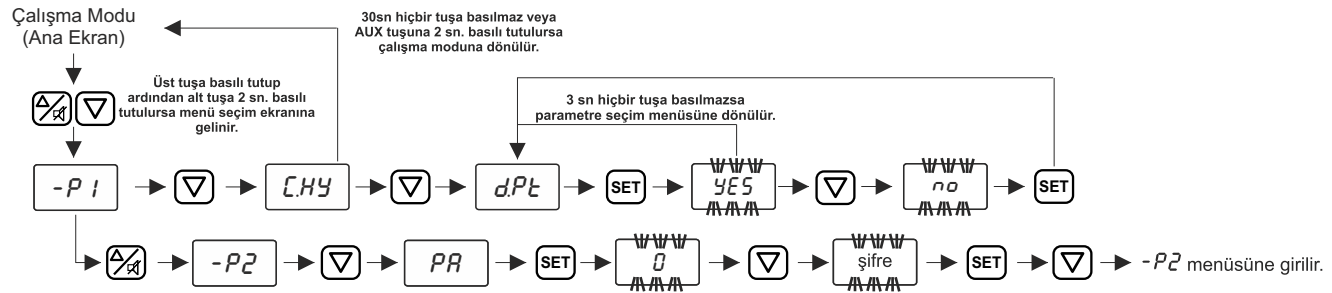 Çalışma Modu
(Ana Ekran)
30sn hiçbir tuşa basılmaz veya
AUX tuşuna 2 sn. basılı tutulursa
çalışma moduna dönülür.
Üst tuşa basılı tutup
ardından alt tuşa 2 sn. basılı
tutulursa menü seçim ekranına
gelinir.
3 sn hiçbir tuşa basılmazsa
parametre seçim menüsüne dönülür.
-P1
C.HY
d.Pt
SET
YES
no
SET
-P2
PA
SET
0
şifre
SET
-P2 menüsüne girilir.